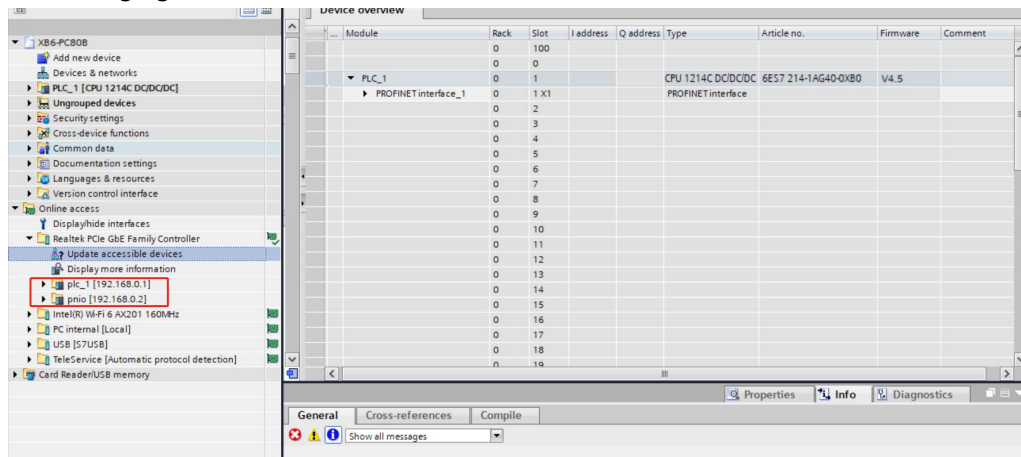 Device overview
... Module Rack Slot I address Q address Type Article no. Firmware Comment
0 100
0 0
PLC_1 0 1 CPU 1214C DC/DC/DC 6ES7 214-1AG40-0XB0 V4.5
PROFINET interface_1 0 1 X1 PROFINET interface
0 2
0 3
0 4
0 5
0 6
0 7
0 8
0 9
0 10
0 11
0 12
0 13
0 14
0 15
0 16
0 17
0 18
0 19
XB6-PC80B
Add new device
Devices & networks
PLC_1 [CPU 1214C DC/DC/DC]
Ungrouped devices
Security settings
Cross-device functions
Common data
Documentation settings
Languages & resources
Version control interface
Online access
Display/hide interfaces
Realtek PCIe GbE Family Controller
Update accessible devices
Display more information
plc_1 [192.168.0.1]
pnio [192.168.0.2]
Intel(R) Wi-Fi 6 AX201 160MHz
PC internal [Local]
USB [S7USB]
TeleService [Automatic protocol detection]
Card Reader/USB memory
Properties Info Diagnostics
General Cross-references Compile
Show all messages